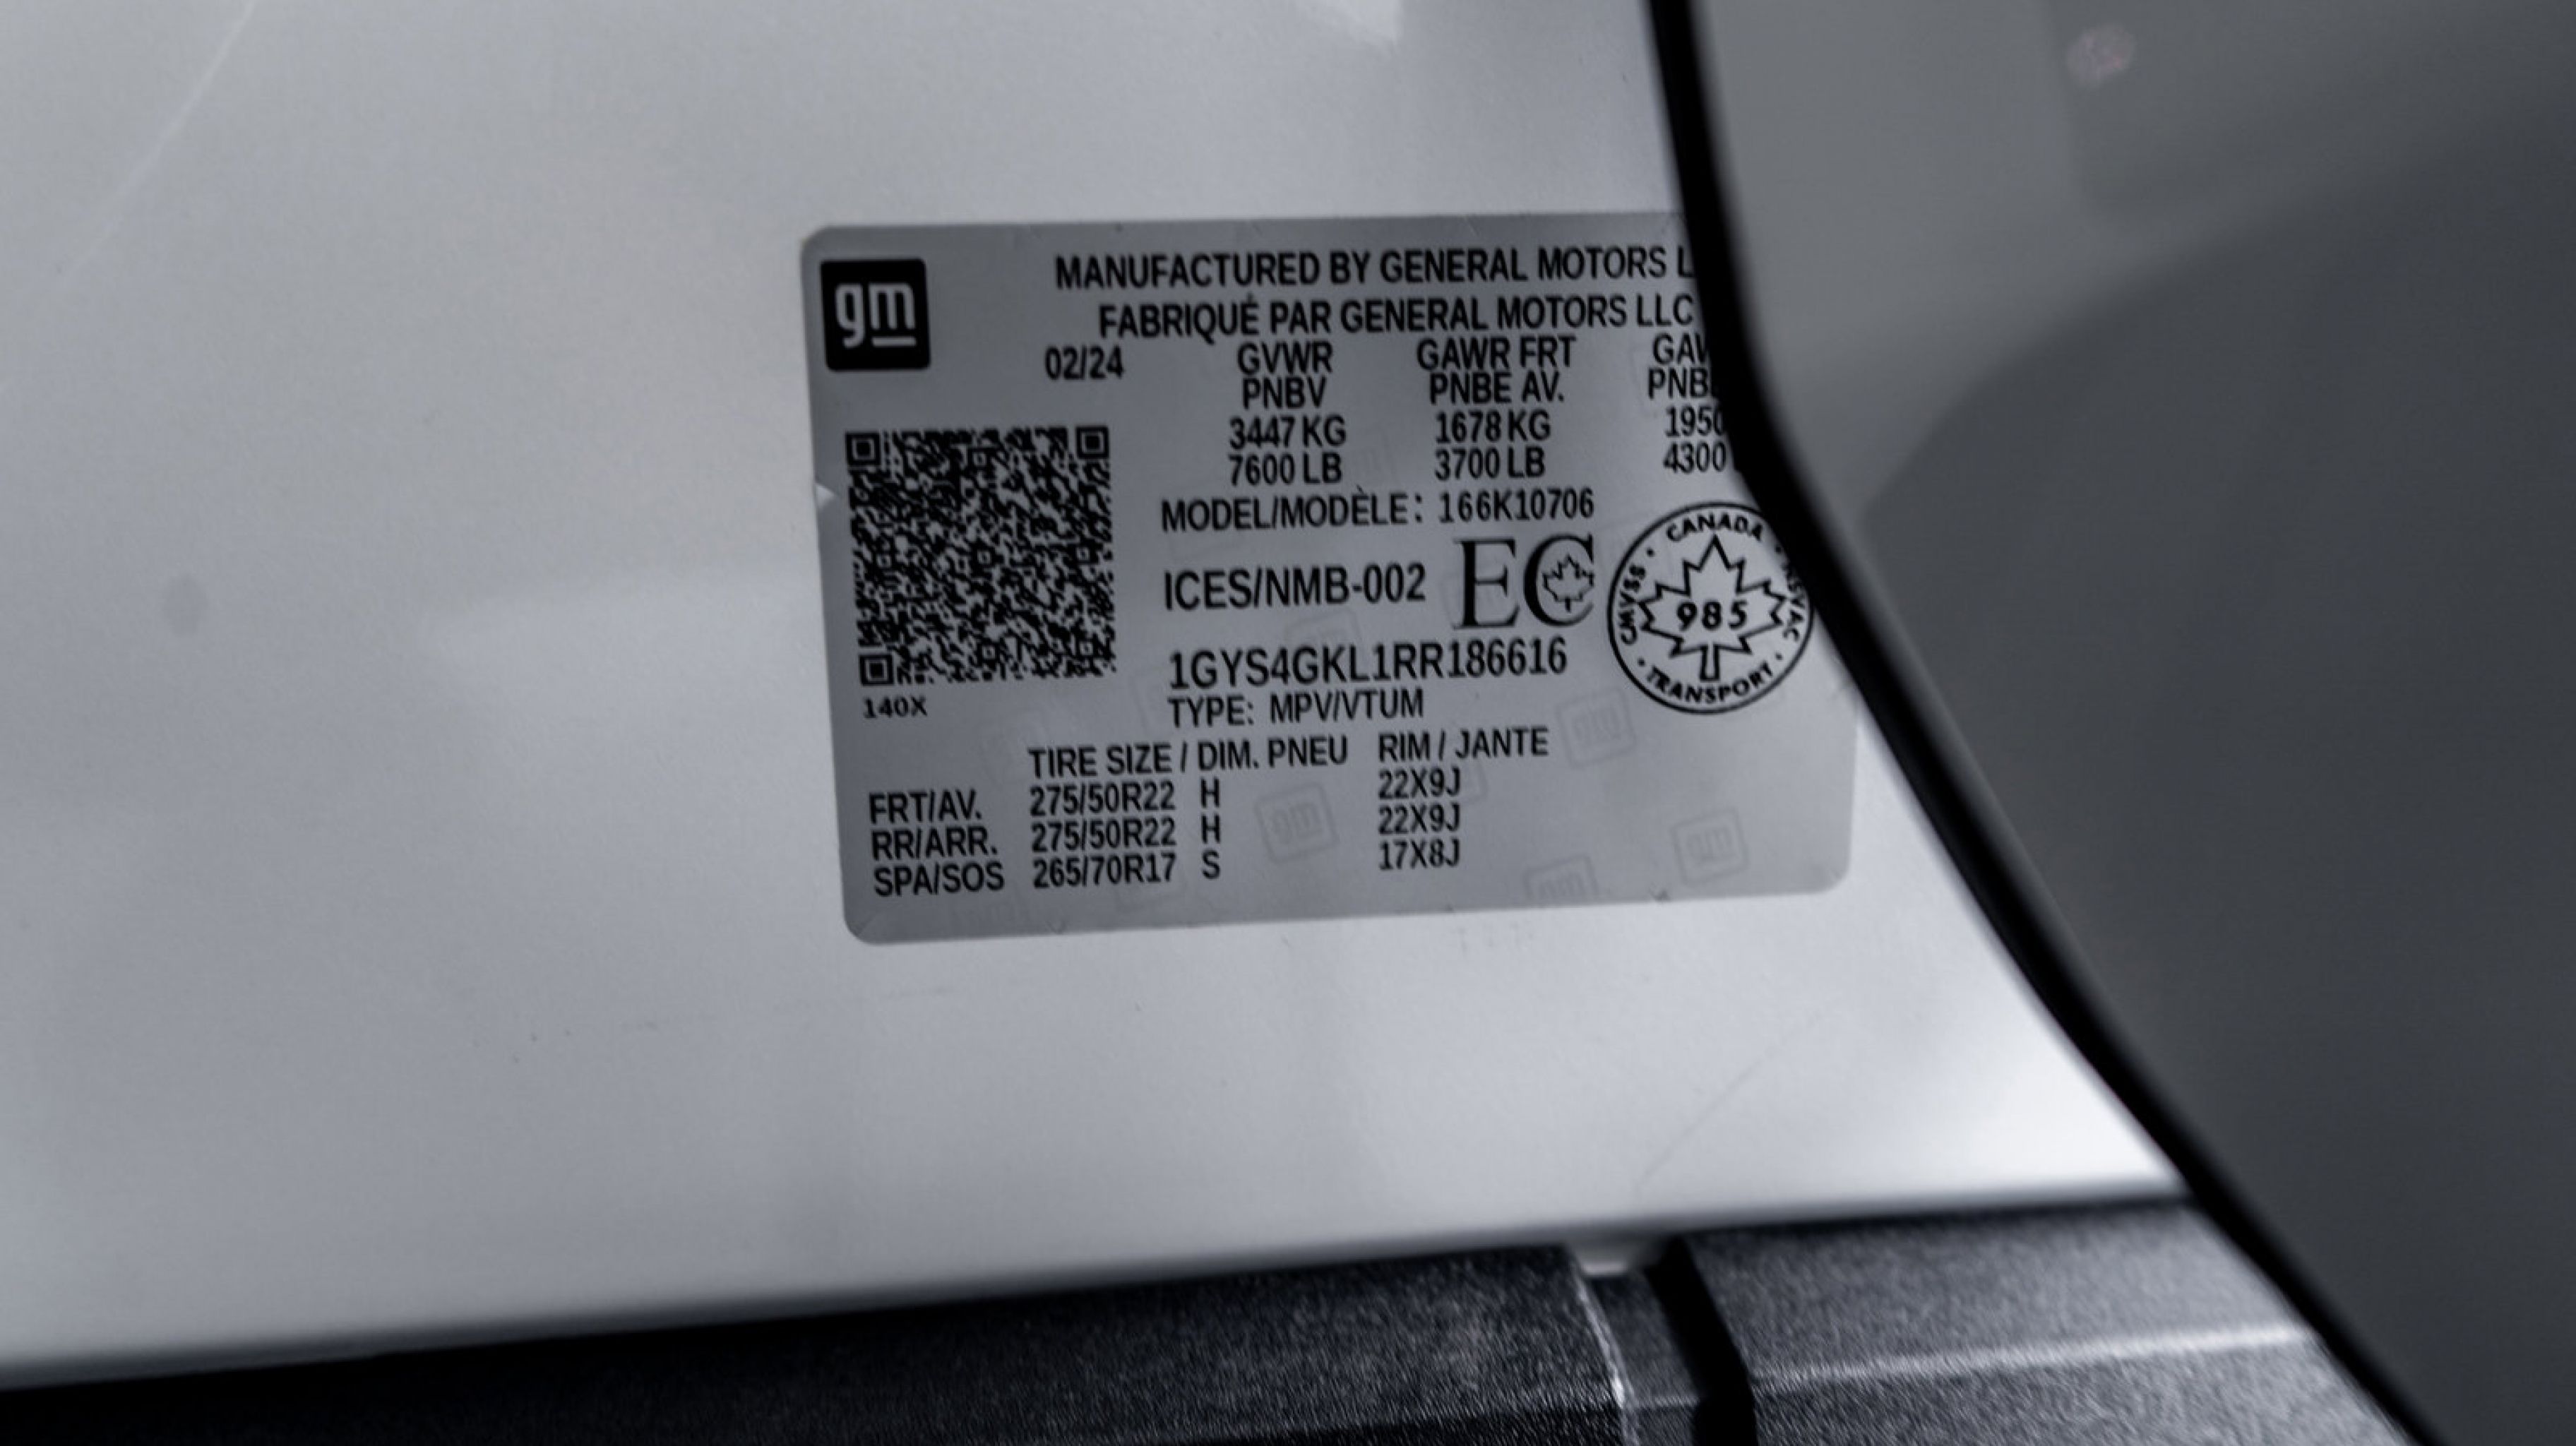 gm
MANUFACTURED BY GENERAL MOTORS
FABRIQUÉ PAR GENERAL MOTORS LLC
02/24 GVWR GAWR FRT
PNBV PNBE AV.
3447 KG 1678 KG 1950
7600 LB 3700 LB 4300
MODEL/MODÈLE: 166K10706
ICES/NMB-002 EC
CANADA
CMVSS
985
TRANSPORT
1GYS4GKL1RR186616
140X
TYPE: MPV/VTUM
TIRE SIZE / DIM. PNEU RIM / JANTE
FRT/AV. 275/50R22 H 22X9J
RR/ARR. 275/50R22 H 22X9J
SPA/SOS 265/70R17 S 17X8J